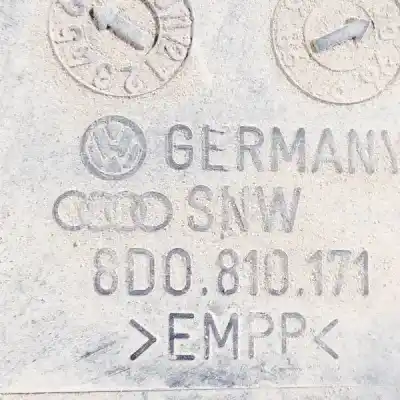 GERMANY
SNW
8D0.810.171
>EMPP<